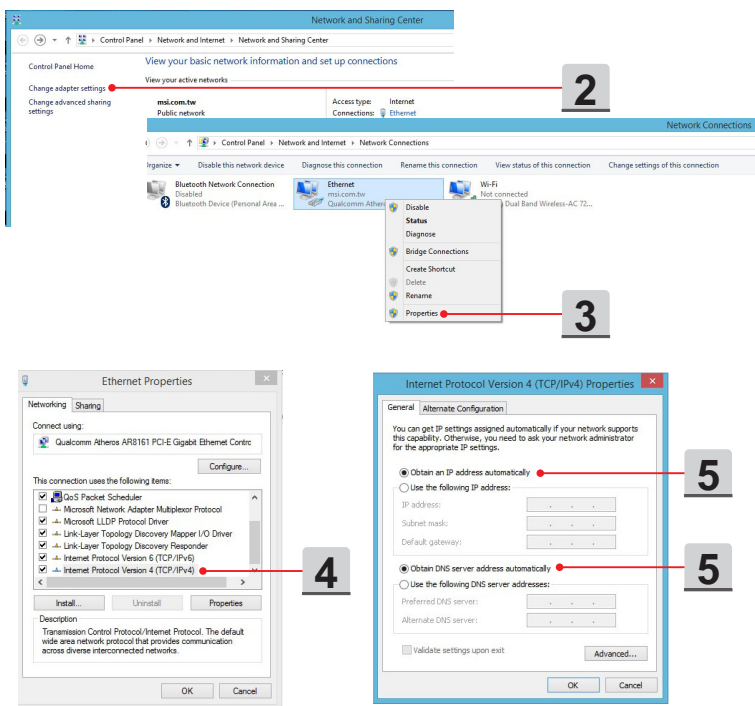 Network and Sharing Center
Control Panel Network and Internet Network and Sharing Center
Control Panel Home
View your basic network information and set up connections
Change adapter settings
View your active networks
2
Change advanced sharing
settings
msi.com.tw
Public network
Access type: Internet
Connections: Ethernet
Network Connections
Control Panel Network and Internet Network Connections
Disable this network device Diagnose this connection Rename this connection View status of this connection Change settings of this connection
Bluetooth Network Connection
Disabled
Bluetooth Device (Personal Area ...
Ethernet
msi.com.tw
Qualcomm
Wi-Fi
Not connected
Dual Band Wireless-AC 72...
Disable
Status
Diagnose
Bridge Connections
Create Shortcut
Delete
Rename
Properties
3
Ethernet Properties
Networking Sharing
Connect using:
Qualcomm Atheros AR8161 PCI-E Gigabit Ethernet Contrc
Configure...
This connection uses the following items:
QoS Packet Scheduler
Microsoft Network Adapter Multiplexor Protocol
Microsoft LLDP Protocol Driver
Link-Layer Topology Discovery Mapper I/O Driver
Link-Layer Topology Discovery Responder
Internet Protocol Version 6 (TCP/IPv6)
Internet Protocol Version 4 (TCP/IPv4)
4
Install... Uninstall Properties
Description
Transmission Control Protocol/Internet Protocol. The default
wide area network protocol that provides communication
across diverse interconnected networks.
OK Cancel
Internet Protocol Version 4 (TCP/IPv4) Properties
General Alternate Configuration
You can get IP settings assigned automatically if your network supports
this capability. Otherwise, you need to ask your network administrator
for the appropriate IP settings.
Obtain an IP address automatically
5
Use the following IP address:
IP address:
Subnet mask:
Default gateway:
Obtain DNS server address automatically
5
Use the following DNS server addresses:
Preferred DNS server:
Alternate DNS server:
Validate settings upon exit
Advanced...
OK Cancel